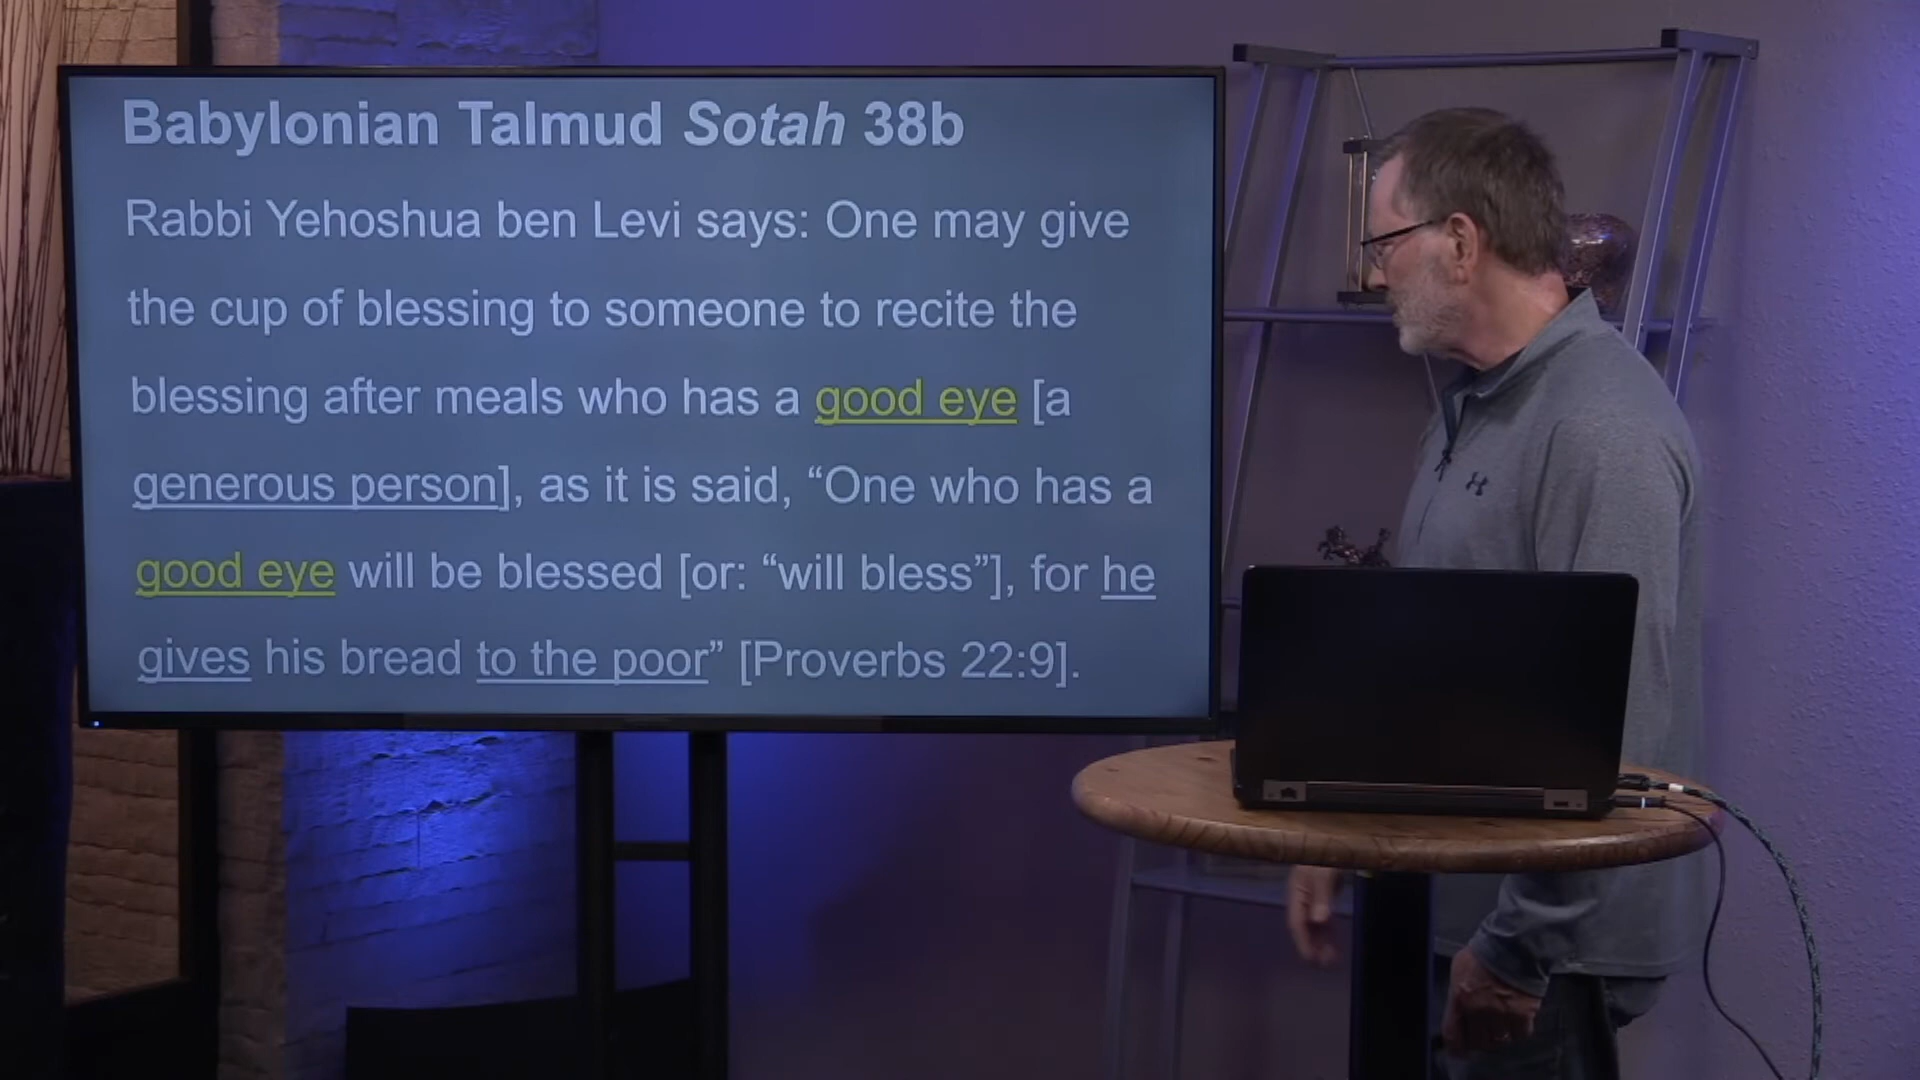 Babylonian Talmud Sotah 38b
Rabbi Yehoshua ben Levi says: One may give
the cup of blessing to someone to recite the
blessing after meals who has a good eye [a
generous person], as it is said, “One who has a
good eye will be blessed [or: “will bless”], for he
gives his bread to the poor” [Proverbs 22:9].